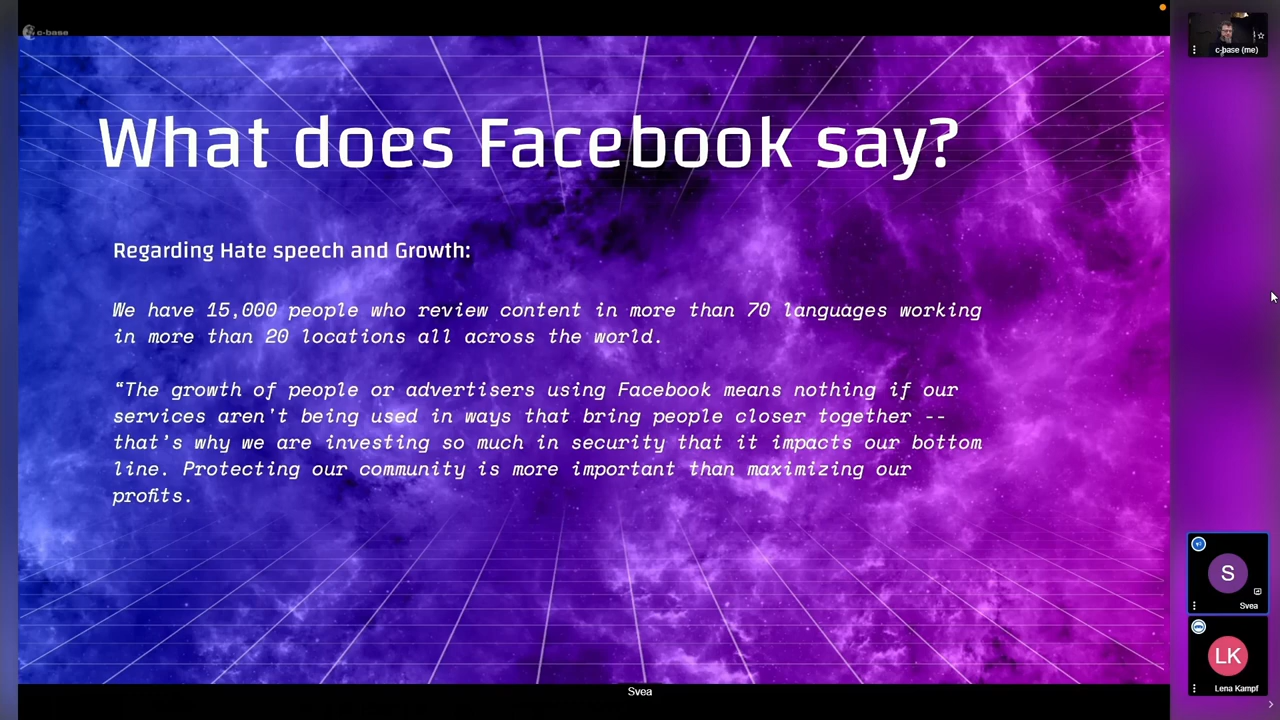 c-base
What does Facebook say?
Regarding Hate speech and Growth:
We have 15,000 people who review content in more than 70 languages working
in more than 20 locations all across the world.
“The growth of people or advertisers using Facebook means nothing if our
services aren't being used in ways that bring people closer together --
that’s why we are investing so much in security that it impacts our bottom
line. Protecting our community is more important than maximizing our
profits.
Svea
c-base (me)
S
Svea
LK
Lena Kampf